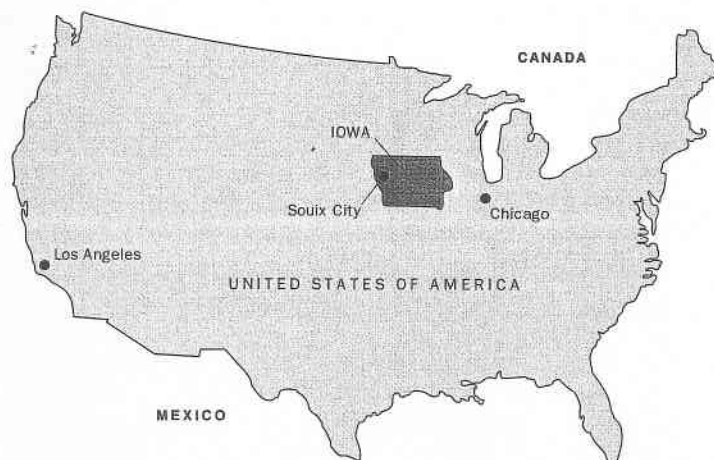 CANADA
IOWA
Souix City
Chicago
Los Angeles
UNITED STATES OF AMERICA
MEXICO